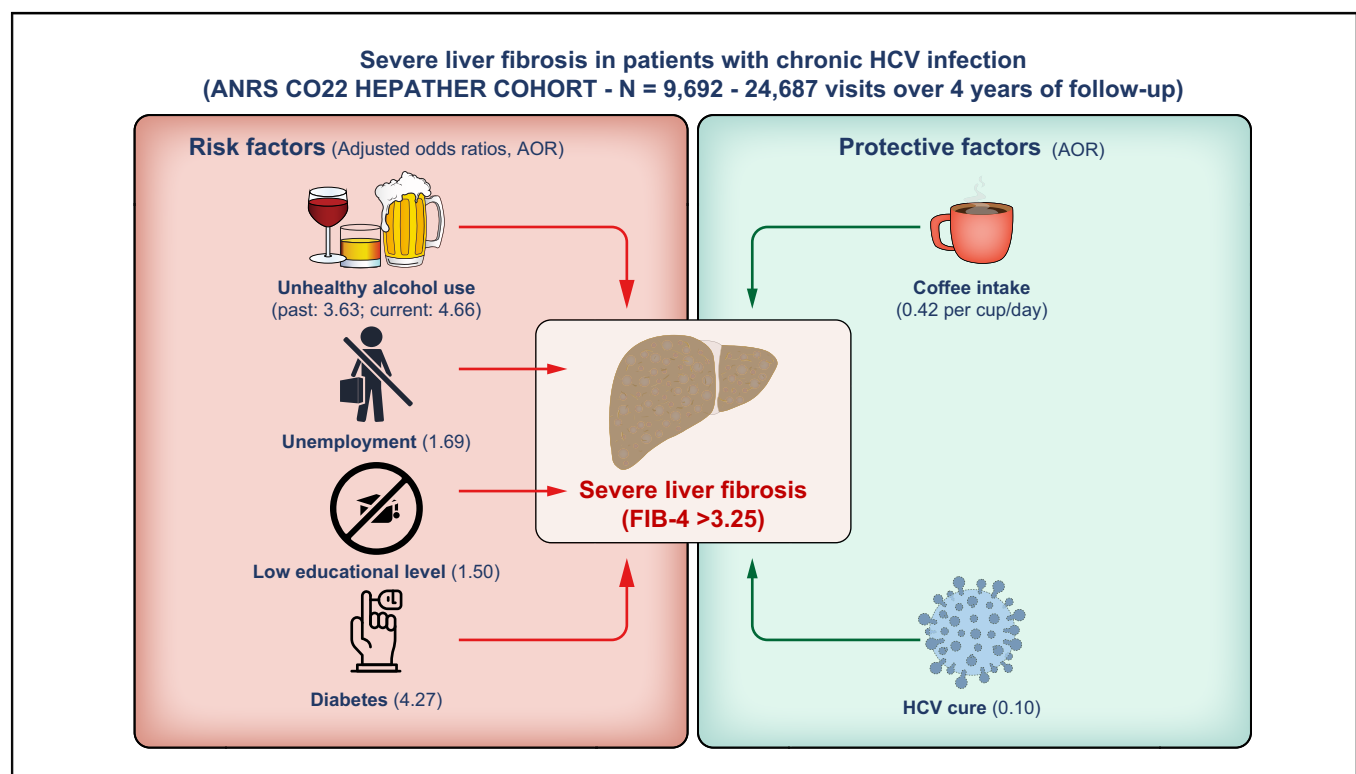 Severe liver fibrosis in patients with chronic HCV infection
(ANRS CO22 HEPATHER COHORT - N = 9,692 - 24,687 visits over 4 years of follow-up)
Risk factors (Adjusted odds ratios, AOR)
Unhealthy alcohol use
(past: 3.63; current: 4.66)
Unemployment (1.69)
Low educational level (1.50)
Diabetes (4.27)
Severe liver fibrosis
(FIB-4 >3.25)
Protective factors (AOR)
Coffee intake
(0.42 per cup/day)
HCV cure (0.10)